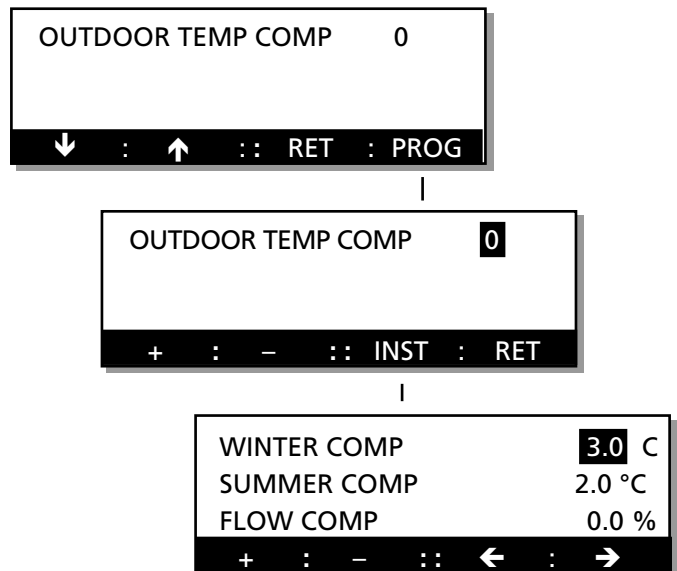 OUTDOOR TEMP COMP 0
↓ : ↑ :: RET : PROG
OUTDOOR TEMP COMP 0
+ : – :: INST : RET
WINTER COMP 3.0 C
SUMMER COMP 2.0 °C
FLOW COMP 0.0 %
+ : – :: ← : →